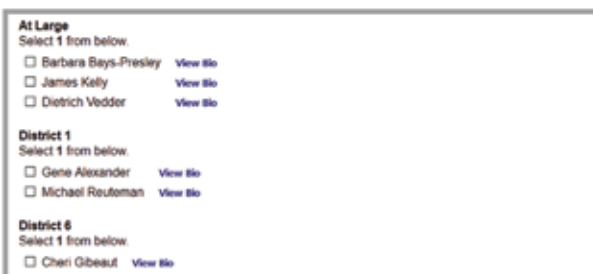 At Large
Select 1 from below.
Barbara Bays-Presley View Bio
James Kelly View Bio
Dietrich Vedder View Bio
District 1
Select 1 from below.
Gene Alexander View Bio
Michael Reuteman View Bio
District 6
Select 1 from below.
Cheri Gibeaut View Bio